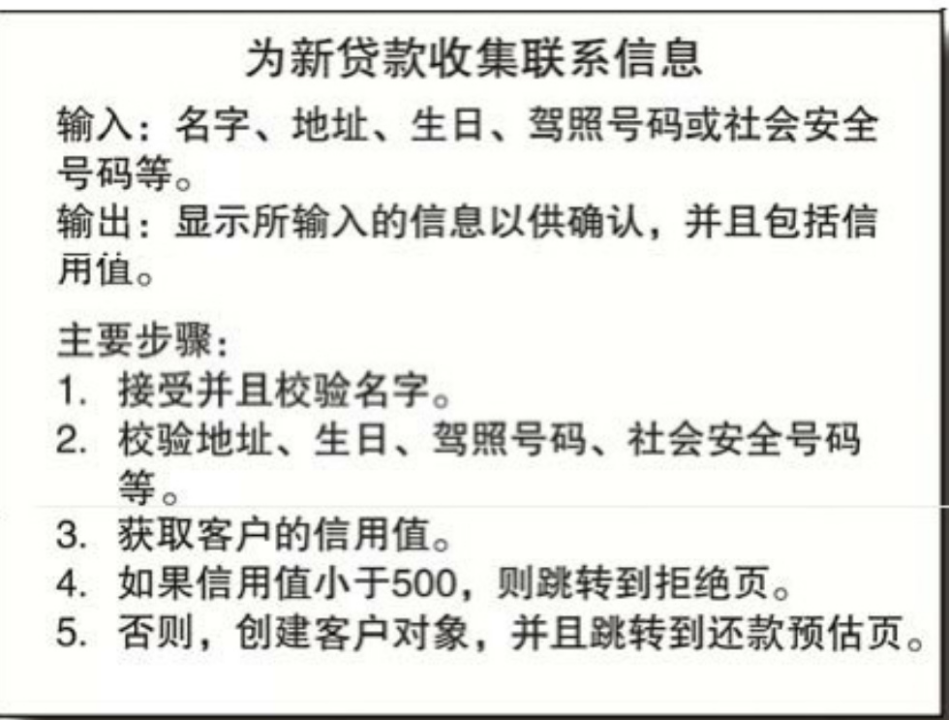 为新贷款收集联系信息
输入：名字、地址、生日、驾照号码或社会安全
号码等。
输出：显示所输入的信息以供确认，并且包括信
用值。
主要步骤：
1. 接受并且校验名字。
2. 校验地址、生日、驾照号码、社会安全号码
等。
3. 获取客户的信用值。
4. 如果信用值小于500，则跳转到拒绝页。
5. 否则，创建客户对象，并且跳转到还款预估页。